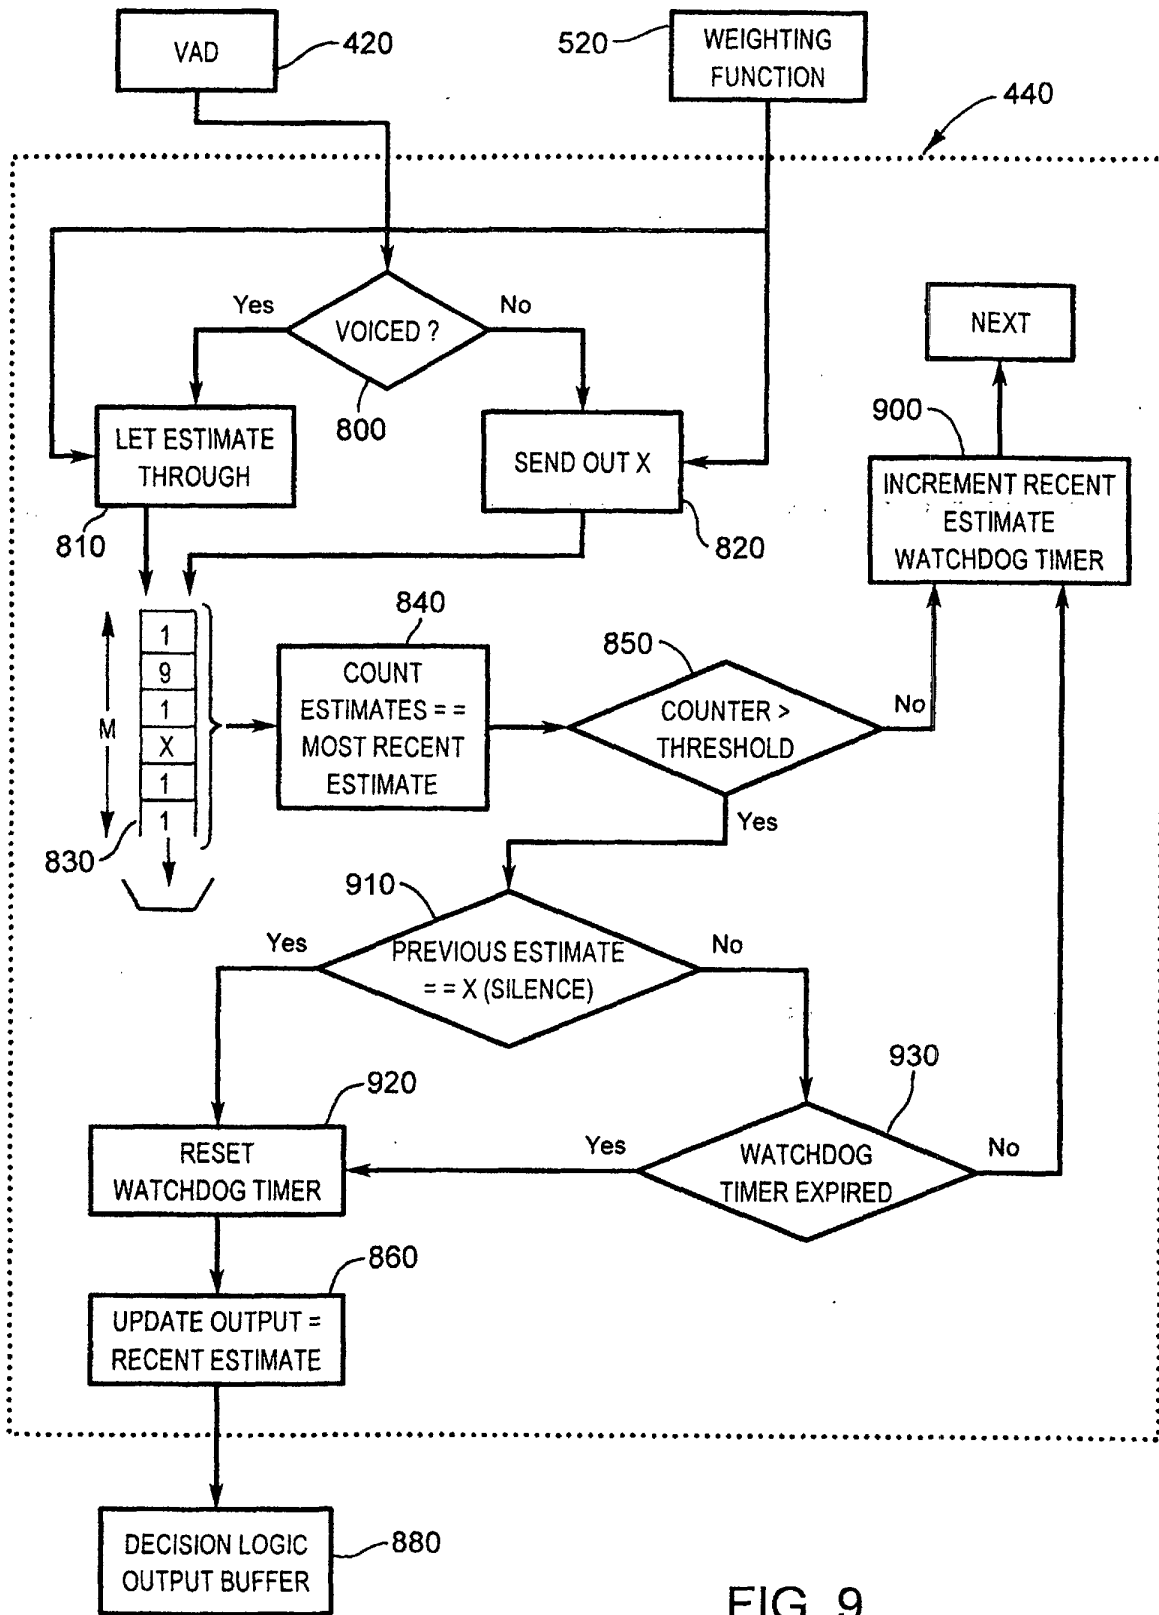 VAD
420
520
WEIGHTING
FUNCTION
440
Yes
No
VOICED ?
800
NEXT
LET ESTIMATE
THROUGH
810
SEND OUT X
820
900
INCREMENT RECENT
ESTIMATE
WATCHDOG TIMER
M
1
9
1
X
1
1
830
840
COUNT
ESTIMATES = =
MOST RECENT
ESTIMATE
850
COUNTER >
THRESHOLD
No
Yes
910
Yes
No
PREVIOUS ESTIMATE
= = X (SILENCE)
920
RESET
WATCHDOG TIMER
930
Yes
No
WATCHDOG
TIMER EXPIRED
860
UPDATE OUTPUT =
RECENT ESTIMATE
DECISION LOGIC
OUTPUT BUFFER
880
FIG. 9